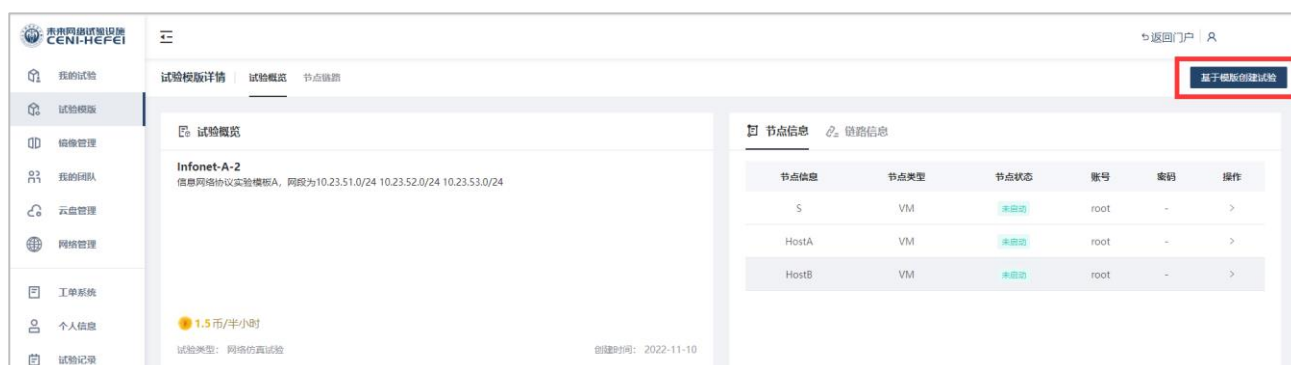 未来网络试验设施
CENI-HEFEI
返回门户
我的试验
试验模版
镜像管理
我的团队
云盘管理
网络管理
工单系统
个人信息
试验记录
试验模版详情 试验概览 节点链路
基于模版创建试验
试验概览
Infonet-A-2
信息网络协议实验模板A，网段为10.23.51.0/24 10.23.52.0/24 10.23.53.0/24
1.5币/半小时
试验类型： 网络仿真试验 创建时间： 2022-11-10
节点信息 链路信息
节点信息 节点类型 节点状态 账号 密码 操作
S VM 未启动 root - >
HostA VM 未启动 root - >
HostB VM 未启动 root - >